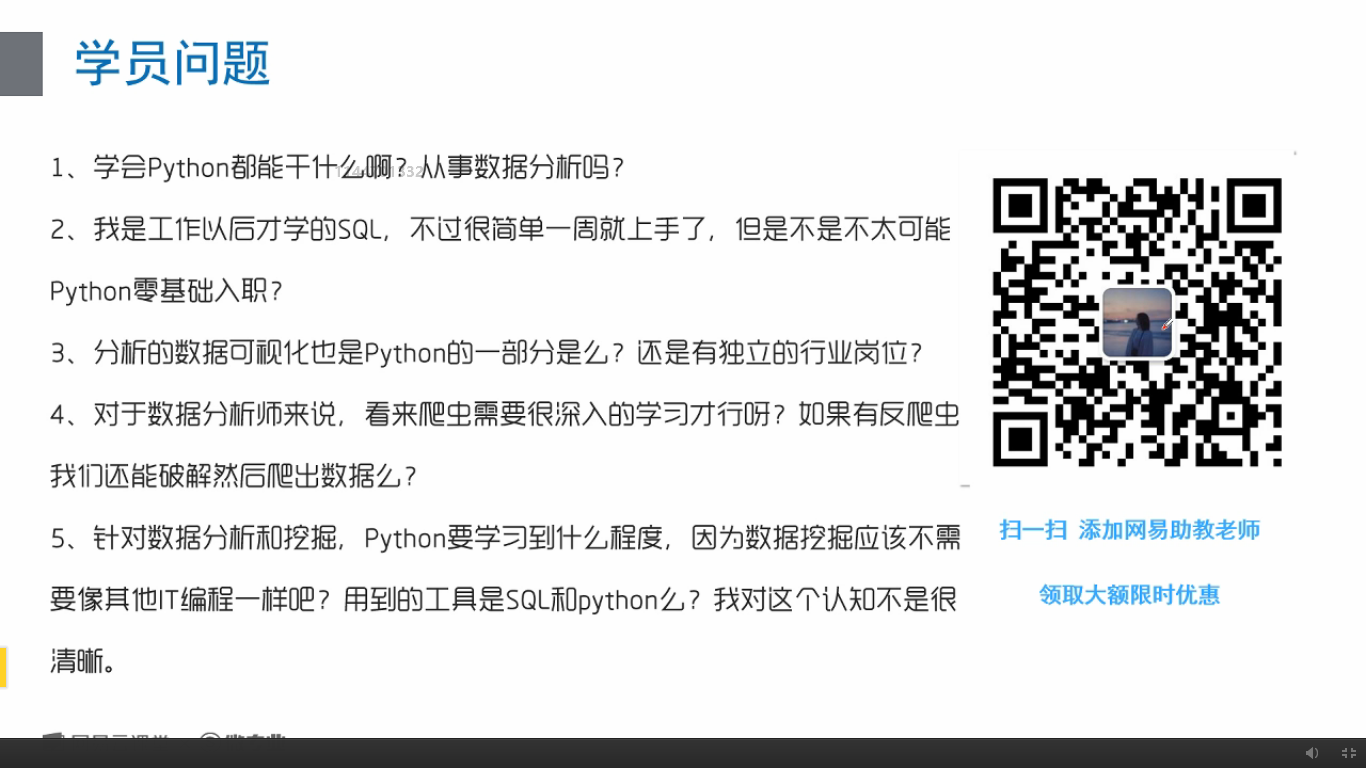 学员问题
1、学会Python都能干什么啊？从事数据分析吗？
2、我是工作以后才学的SQL，不过很简单一周就上手了，但是不是不太可能
Python零基础入职？
3、分析的数据可视化也是Python的一部分是么？还是有独立的行业岗位？
4、对于数据分析师来说，看来爬虫需要很深入的学习才行呀？如果有反爬虫
我们还能破解然后爬出数据么？
5、针对数据分析和挖掘，Python要学习到什么程度，因为数据挖掘应该不需
要像其他IT编程一样吧？用到的工具是SQL和python么？我对这个认知不是很
清晰。
扫一扫 添加网易助教老师
领取大额限时优惠